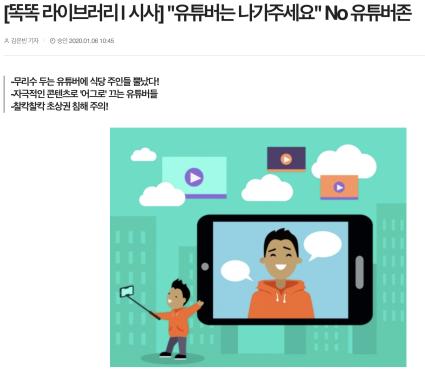 [똑똑 라이브러리 I 시사] "유튜버는 나가주세요" No 유튜버존
김은빈 기자
승인 2020.01.06 10:45
-무리수 두는 유튜버에 식당 주인들 뿔났다!
-자극적인 콘텐츠로 '어그로' 끄는 유튜버들
-찰칵찰칵 초상권 침해 주의!